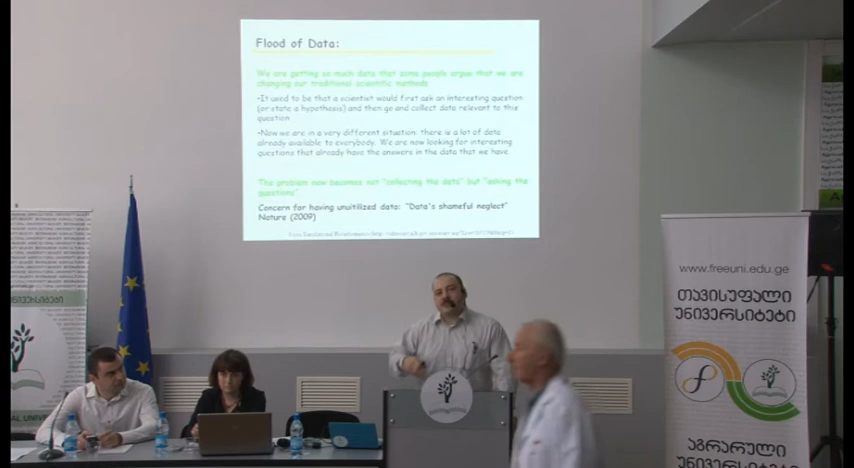 Flood of Data:
We are getting so much data that some people argue that we are
changing our traditional scientific methods
•It used to be that a scientist would first ask an interesting question
(or state a hypothesis) and then go and collect data relevant to this
question
•Now we are in a very different situation: there is a lot of data
already available to everybody. We are now looking for interesting
questions that already have the answers in the data that we have
The problem now becomes not "collecting the data" but "asking the
questions"
Concern for having unutilized data: "Data's shameful neglect"
Nature (2009)
www.freeuni.edu.ge
თავისუფალი
უნივერსიტეტი
აგრარული
უნივერსიტეტი